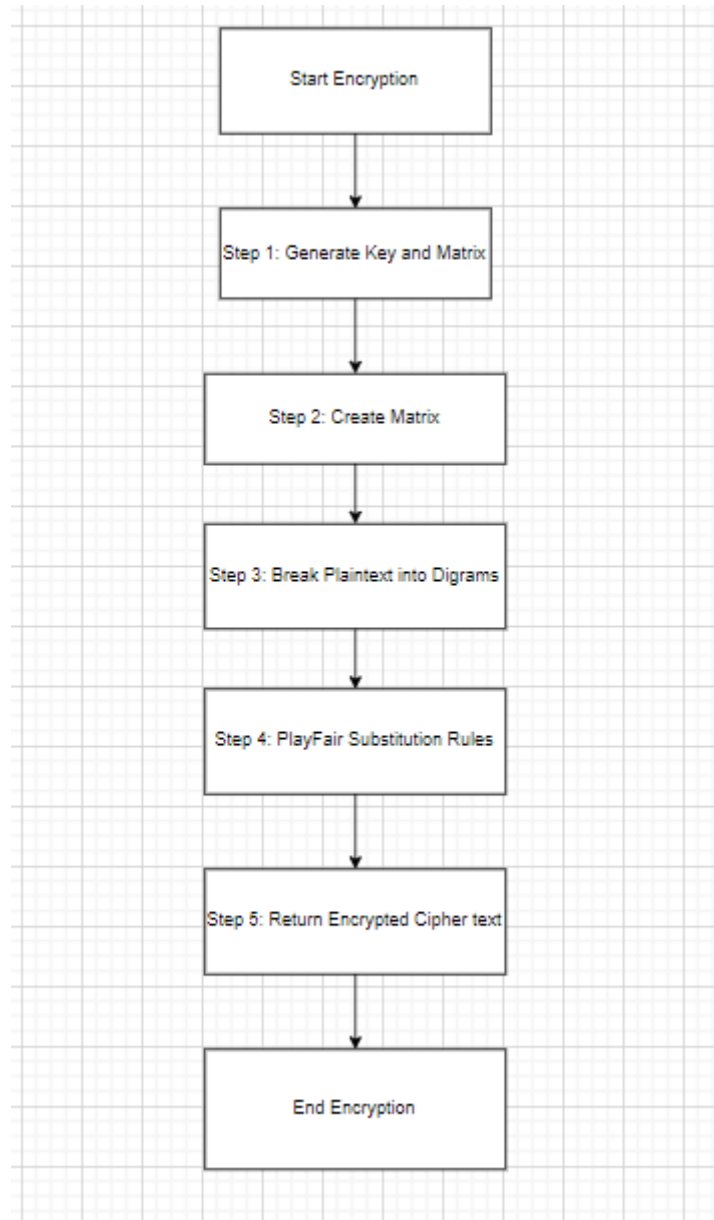 Start Encryption
Step 1: Generate Key and Matrix
Step 2: Create Matrix
Step 3: Break Plaintext into Digrams
Step 4: PlayFair Substitution Rules
Step 5: Return Encrypted Cipher text
End Encryption